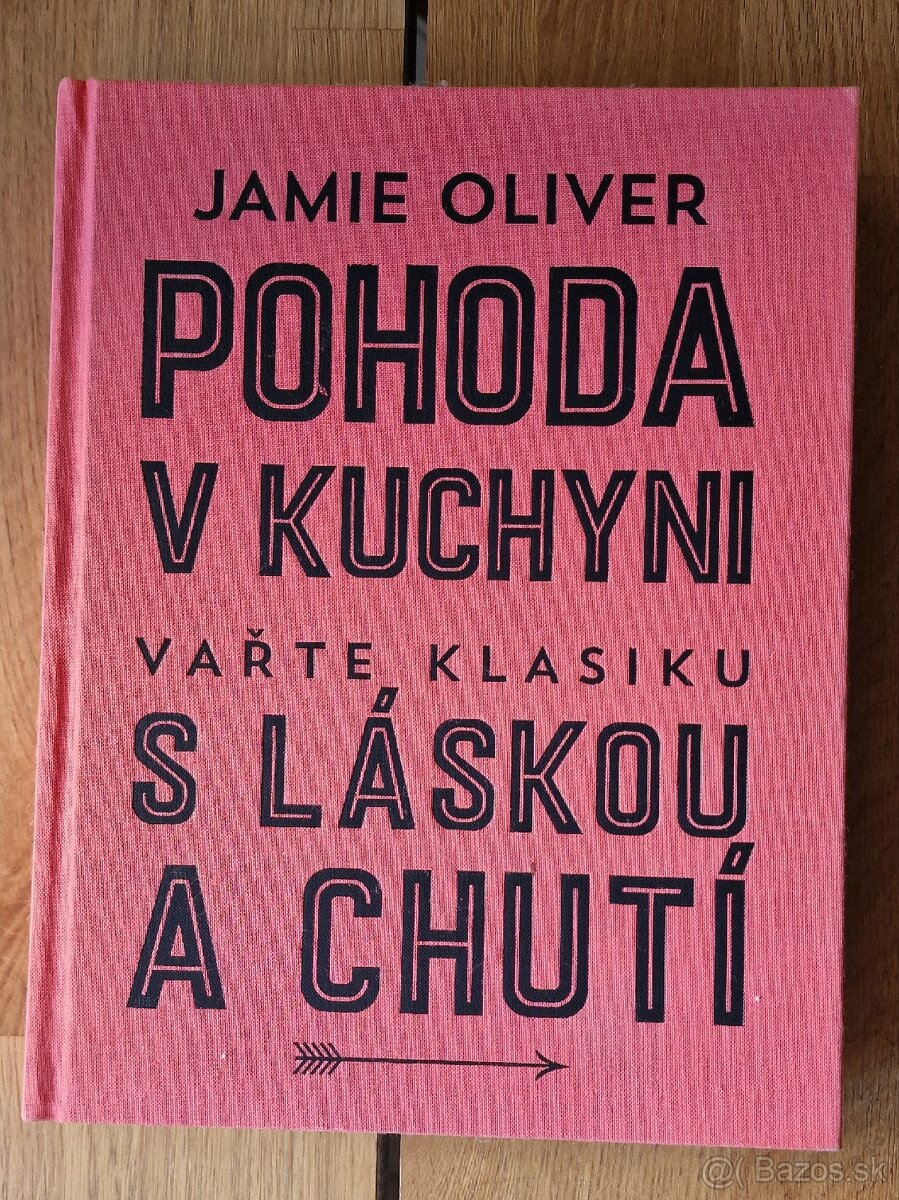 JAMIE OLIVER
POHODA
V KUCHYNI
VAŘTE KLASIKU
S LÁSKOU
A CHUTÍ
@( Bazos.sk